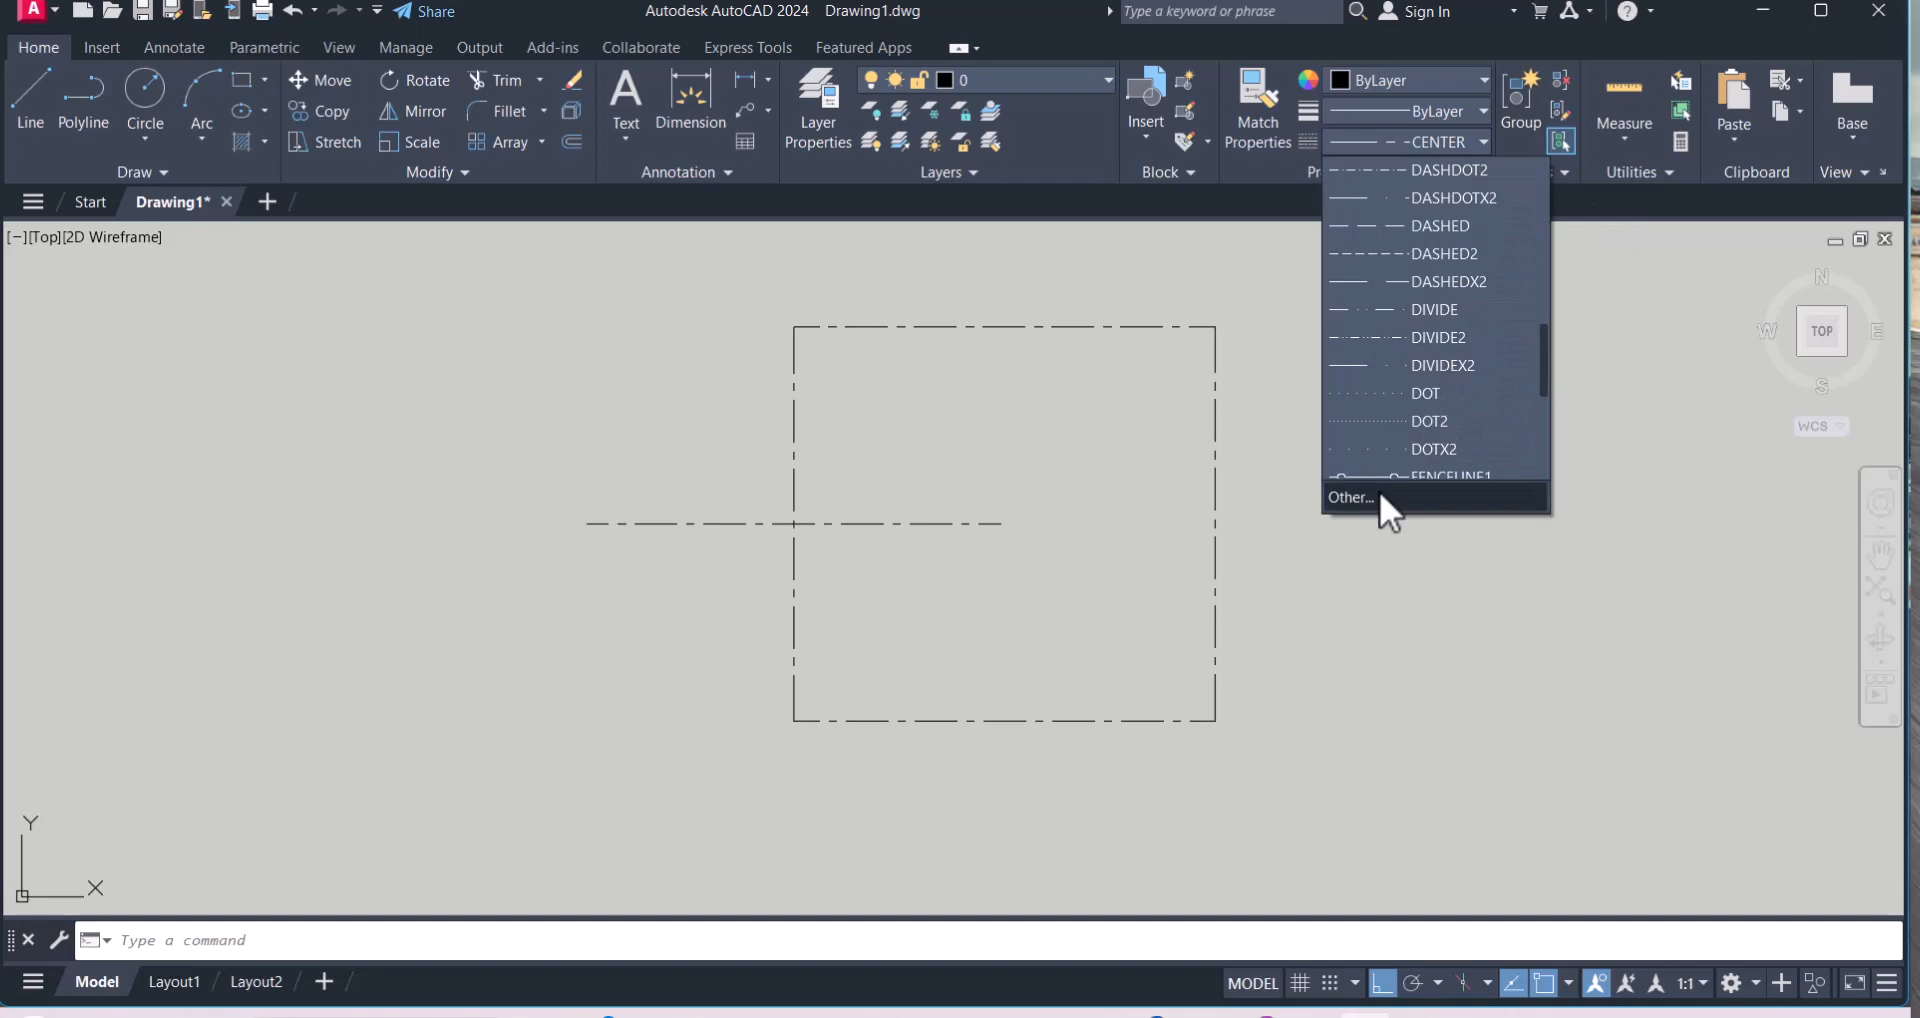 A Share Autodesk AutoCAD 2024 Drawing1.dwg Type a keyword or phrase Sign In ?
Home Insert Annotate Parametric View Manage Output Add-ins Collaborate Express Tools Featured Apps
Line
Polyline
Circle
Arc
Draw
Move Rotate Trim
Copy Mirror Fillet
Stretch Scale Array
Modify
A
Text
Dimension
Annotation
Layer
Properties
0
Layers
Insert
Block
Match
Properties
ByLayer
ByLayer
CENTER
Group
Measure
Utilities
Paste
Clipboard
Base
View
Start Drawing1*
[−][Top][2D Wireframe]
DASHDOT2
DASHDOTX2
DASHED
DASHED2
DASHEDX2
DIVIDE
DIVIDE2
DIVIDEX2
DOT
DOT2
DOTX2
FENCELINE1
Other...
N
W TOP E
S
WCS
Y
X
Type a command
Model Layout1 Layout2
MODEL 1:1